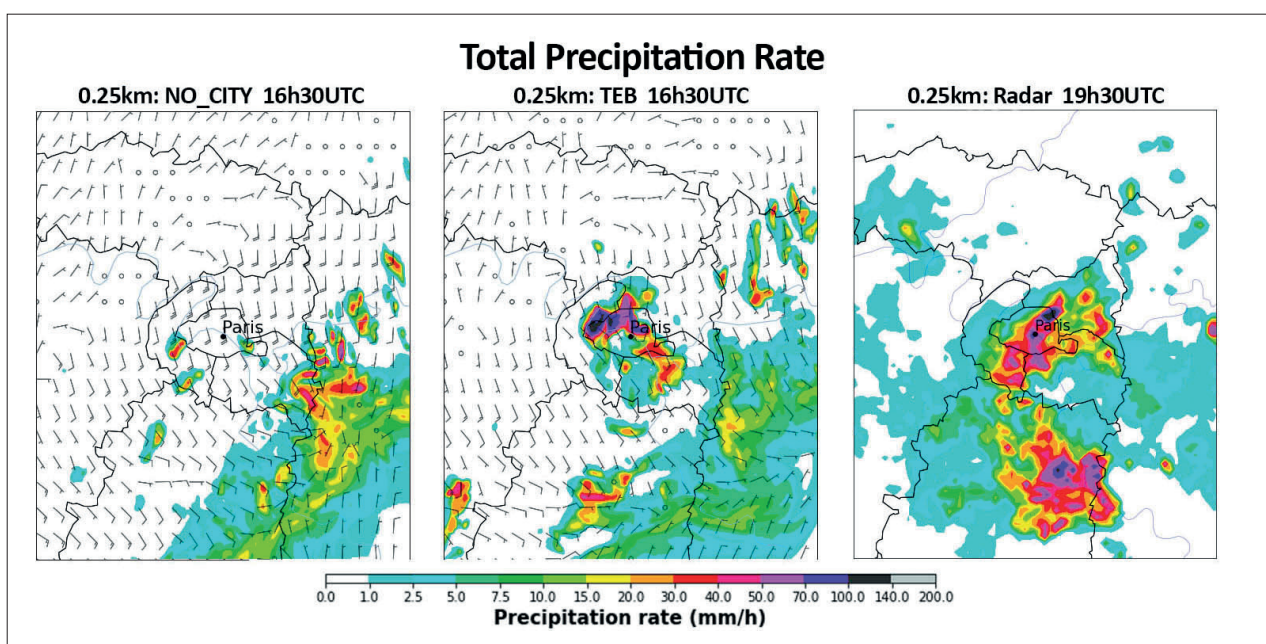 Total Precipitation Rate
0.25km: NO_CITY 16h30UTC
0.25km: TEB 16h30UTC
0.25km: Radar 19h30UTC
Paris
Paris
Paris
0.0 1.0 2.5 5.0 7.5 10.0 15.0 20.0 30.0 40.0 50.0 70.0 100.0 140.0 200.0
Precipitation rate (mm/h)